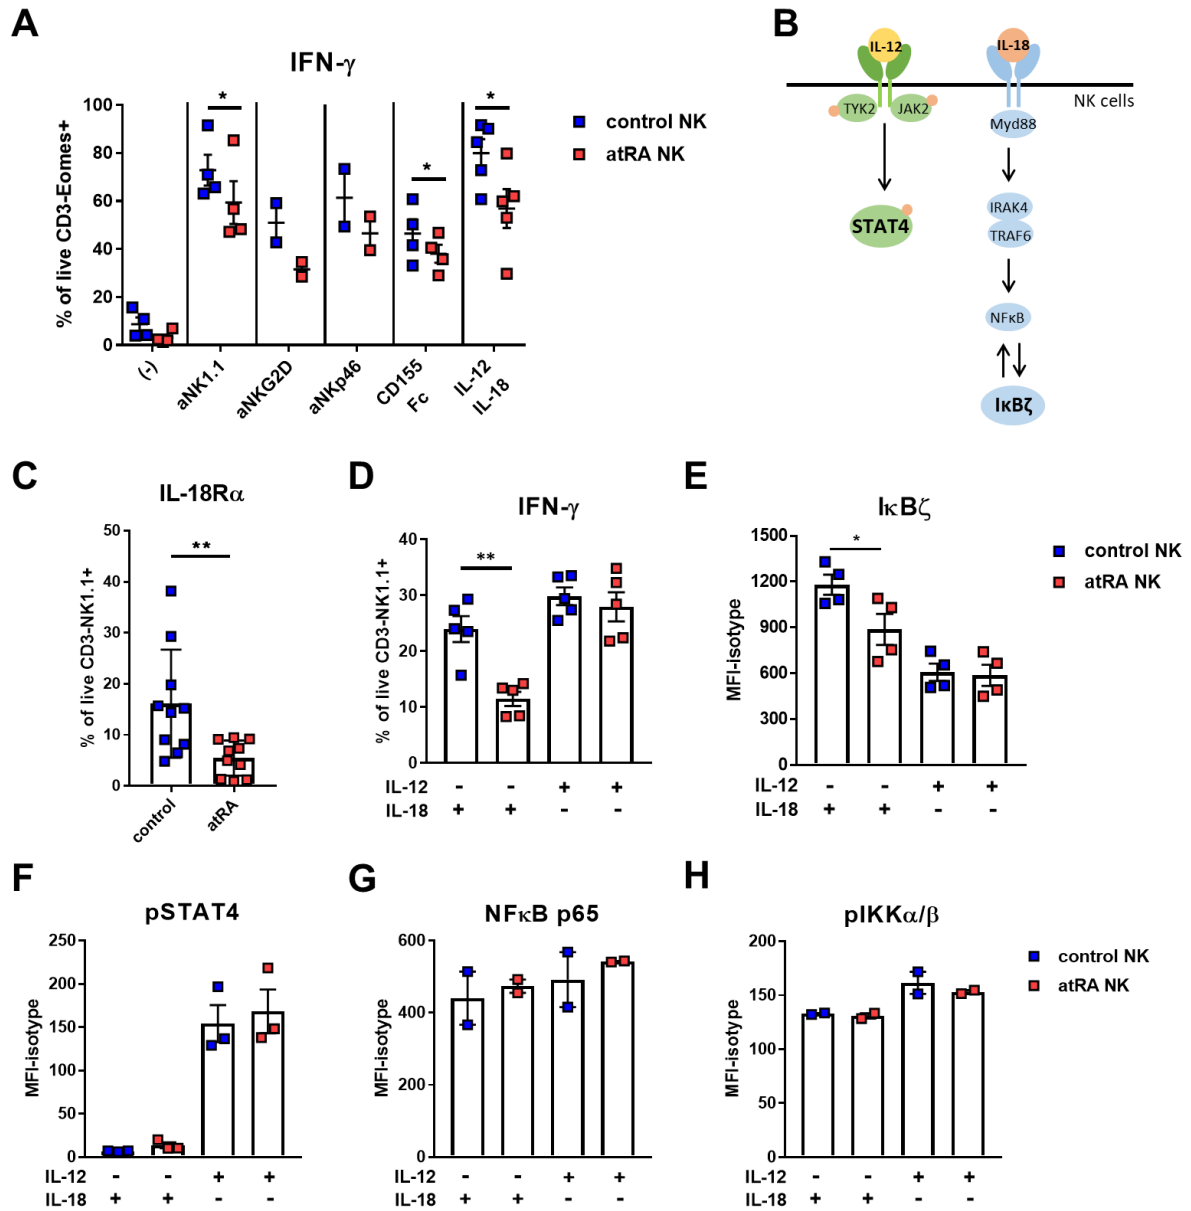 A
IFN-γ
% of live CD3-Eomes+
100
80
60
40
20
0
*
*
*
(-)
aNK1.1
aNKG2D
aNKp46
CD155
Fc
IL-12
IL-18
control NK
atRA NK
B
IL-12
IL-18
NK cells
TYK2
JAK2
Myd88
STAT4
IRAK4
TRAF6
NFκB
IκBζ
C
IL-18Rα
% of live CD3-NK1.1+
50
40
30
20
10
0
**
control
atRA
D
IFN-γ
% of live CD3-NK1.1+
40
30
20
10
0
**
IL-12 - - + +
IL-18 + + - -
E
IκBζ
MFI-isotype
1500
1200
900
600
300
0
*
IL-12 - - + +
IL-18 + + - -
control NK
atRA NK
F
pSTAT4
MFI-isotype
250
200
150
100
50
0
IL-12 - - + +
IL-18 + + - -
G
NFκB p65
MFI-isotype
600
400
200
0
IL-12 - - + +
IL-18 + + - -
H
pIKKα/β
MFI-isotype
200
150
100
50
0
IL-12 - - + +
IL-18 + + - -
control NK
atRA NK